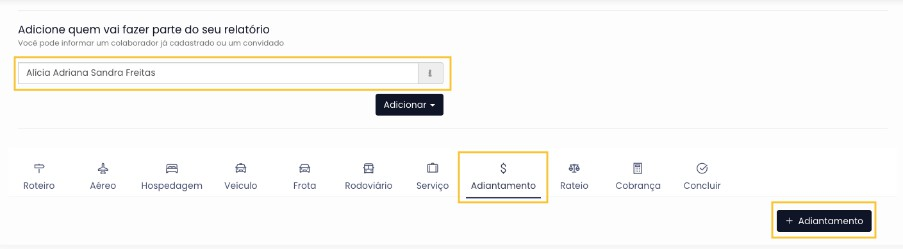 Adicione quem vai fazer parte do seu relatório
Você pode informar um colaborador já cadastrado ou um convidado
Alicia Adriana Sandra Freitas
Adicionar
Roteiro Aéreo Hospedagem Veículo Frota Rodoviário Serviço Adiantamento Rateio Cobrança Concluir
+ Adiantamento